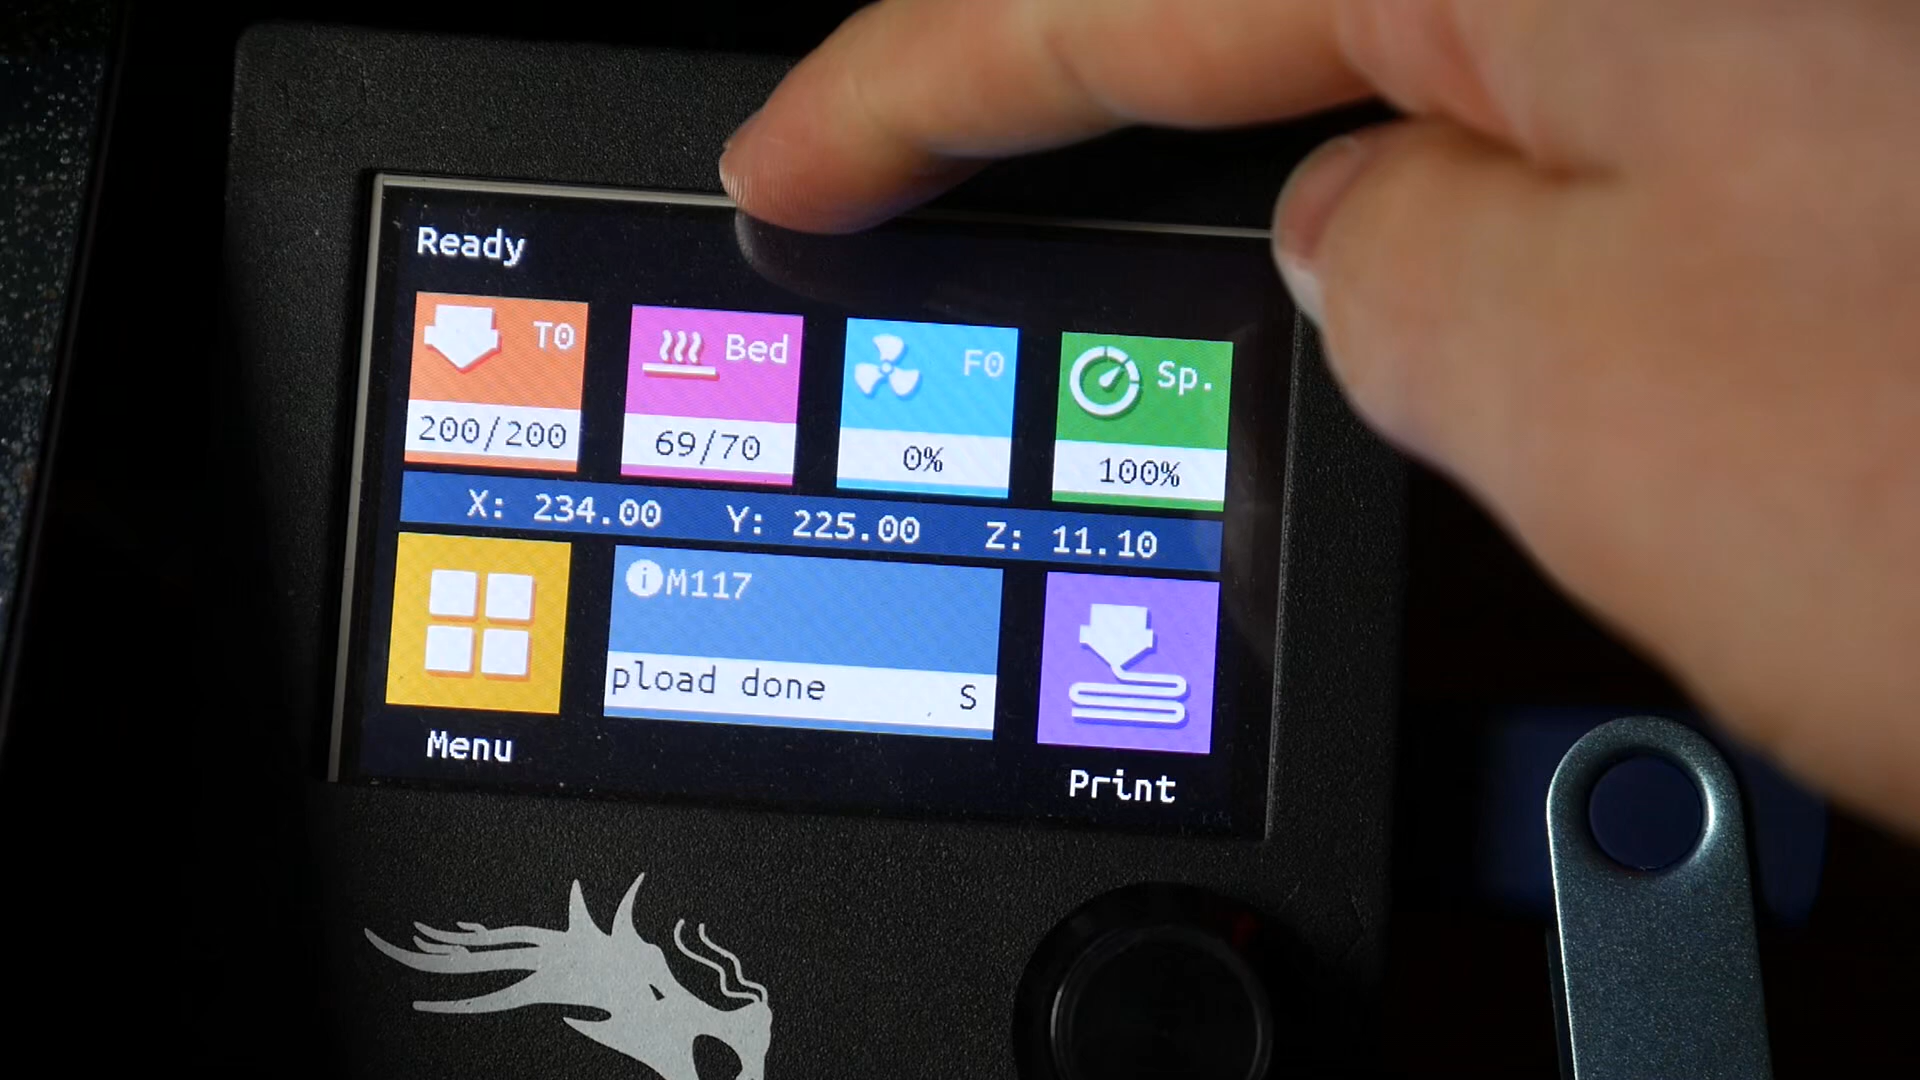 Ready
T0 Bed F0 Sp.
200/200 69/70 0% 100%
X: 234.00 Y: 225.00 Z: 11.10
M117
pload done S
Menu Print